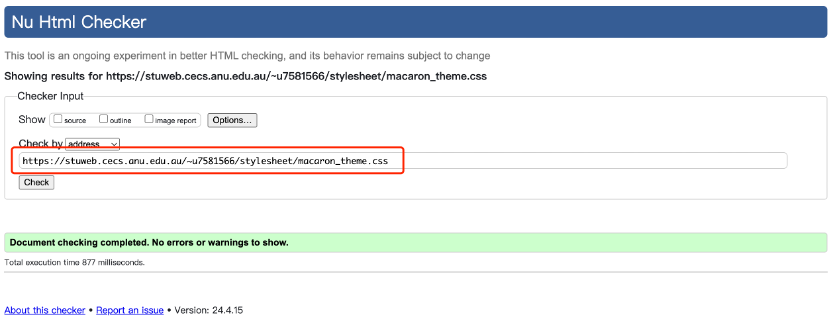 Nu Html Checker
This tool is an ongoing experiment in better HTML checking, and its behavior remains subject to change
Showing results for https://stuweb.cecs.anu.edu.au/~u7581566/stylesheet/macaron_theme.css
Checker Input
Show source outline image report Options...
Check by address
https://stuweb.cecs.anu.edu.au/~u7581566/stylesheet/macaron_theme.css
Check
Document checking completed. No errors or warnings to show.
Total execution time 877 milliseconds.
About this checker • Report an issue • Version: 24.4.15